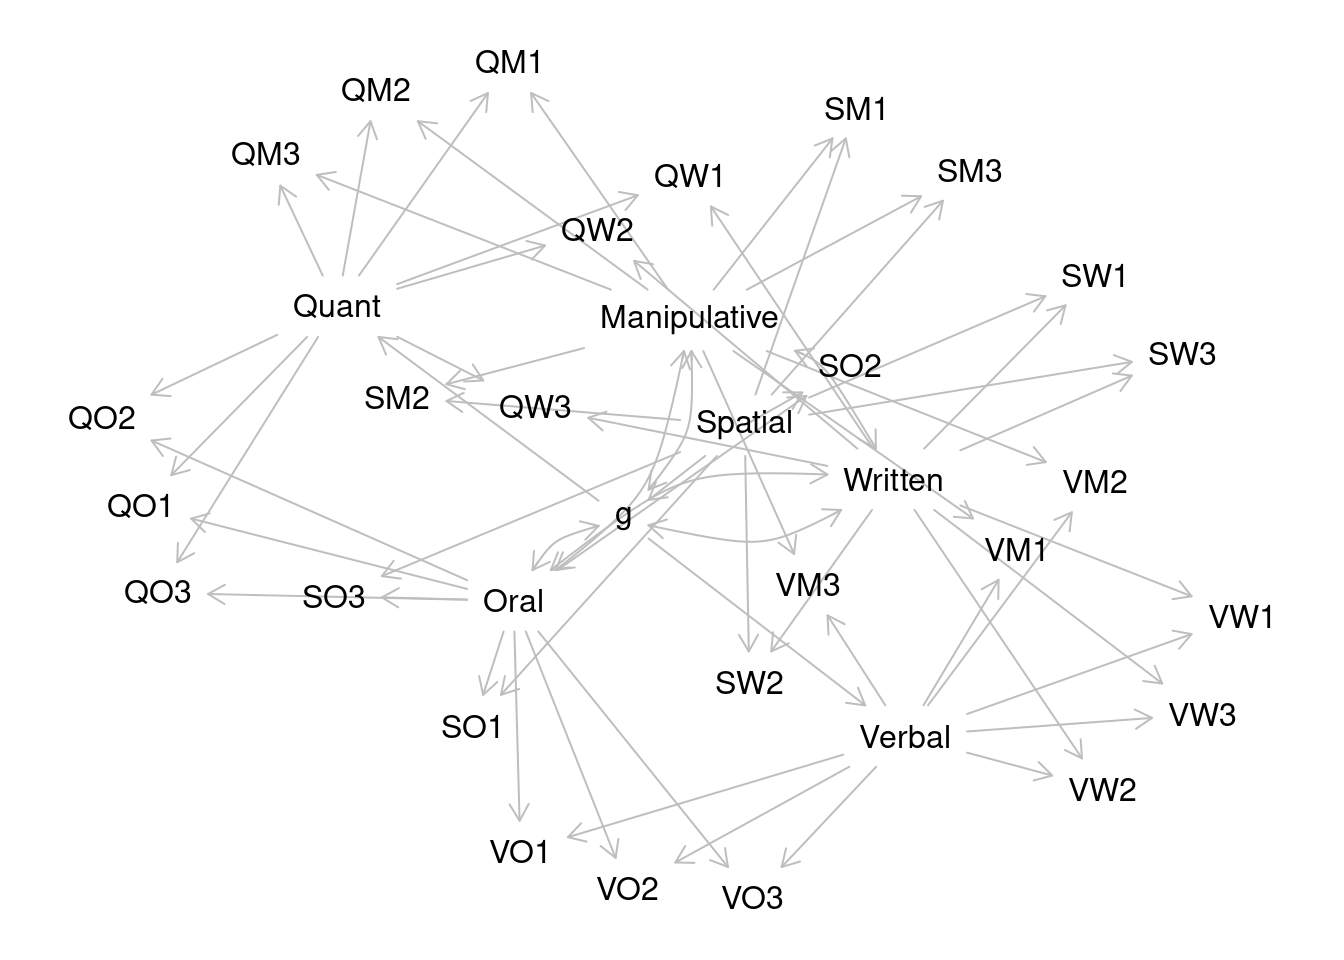 QM1
QM2
SM1
QM3
SM3
QW1
QW2
SW1
Quant
Manipulative
SW3
SO2
SM2
QW3
QO2
Spatial
Written
VM2
QO1
g
VM1
VM3
QO3
SO3
Oral
VW1
SW2
VW3
SO1
Verbal
VW2
VO1
VO2
VO3